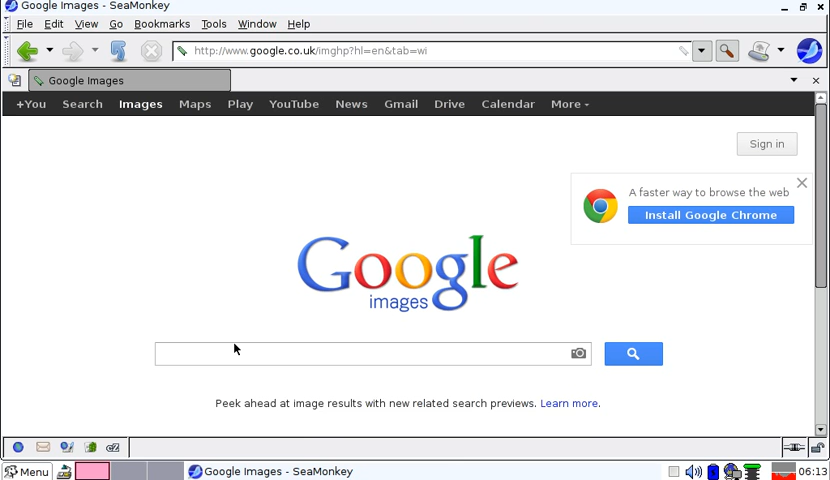 Google Images - SeaMonkey
File Edit View Go Bookmarks Tools Window Help
http://www.google.co.uk/imghp?hl=en&tab=wi
Google Images
+You Search Images Maps Play YouTube News Gmail Drive Calendar More
Sign in
A faster way to browse the web
Install Google Chrome
Google
images
Peek ahead at image results with new related search previews. Learn more.
Menu Google Images - SeaMonkey 06:13